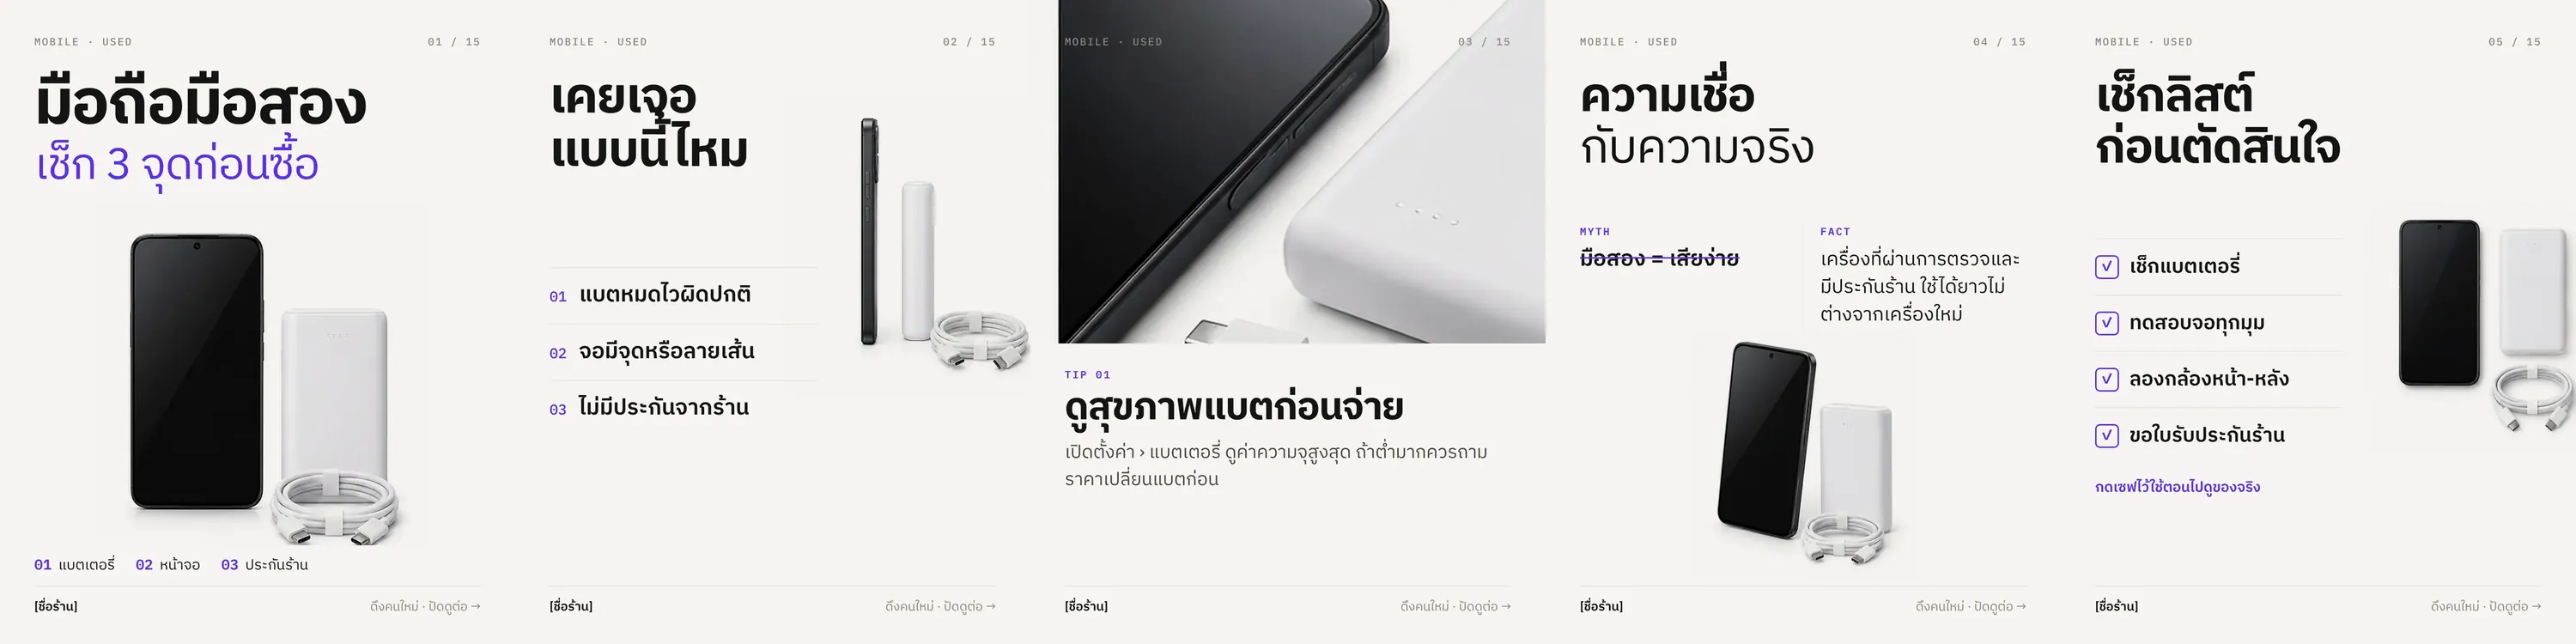 MOBILE · USED
01 / 15
มือถือมือสอง
เช็ก 3 จุดก่อนซื้อ
01 แบตเตอรี่ 02 หน้าจอ 03 ประกันร้าน
[ชื่อร้าน]
ดึงคนใหม่ · ปัดดูต่อ →
MOBILE · USED
02 / 15
เคยเจอ
แบบนี้ไหม
01 แบตหมดไวผิดปกติ
02 จอมีจุดหรือลายเส้น
03 ไม่มีประกันจากร้าน
[ชื่อร้าน]
ดึงคนใหม่ · ปัดดูต่อ →
MOBILE · USED
03 / 15
TIP 01
ดูสุขภาพแบตก่อนจ่าย
เปิดตั้งค่า › แบตเตอรี่ ดูค่าความจุสูงสุด ถ้าต่ำมากควรถาม
ราคาเปลี่ยนแบตก่อน
[ชื่อร้าน]
ดึงคนใหม่ · ปัดดูต่อ →
MOBILE · USED
04 / 15
ความเชื่อ
กับความจริง
MYTH
มือสอง = เสียง่าย
FACT
เครื่องที่ผ่านการตรวจและ
มีประกันร้าน ใช้ได้ยาวไม่
ต่างจากเครื่องใหม่
[ชื่อร้าน]
ดึงคนใหม่ · ปัดดูต่อ →
MOBILE · USED
05 / 15
เช็กลิสต์
ก่อนตัดสินใจ
เช็กแบตเตอรี่
ทดสอบจอทุกมุม
ลองกล้องหน้า-หลัง
ขอใบรับประกันร้าน
กดเซฟไว้ใช้ตอนไปดูของจริง
[ชื่อร้าน]
ดึงคนใหม่ · ปัดดูต่อ →